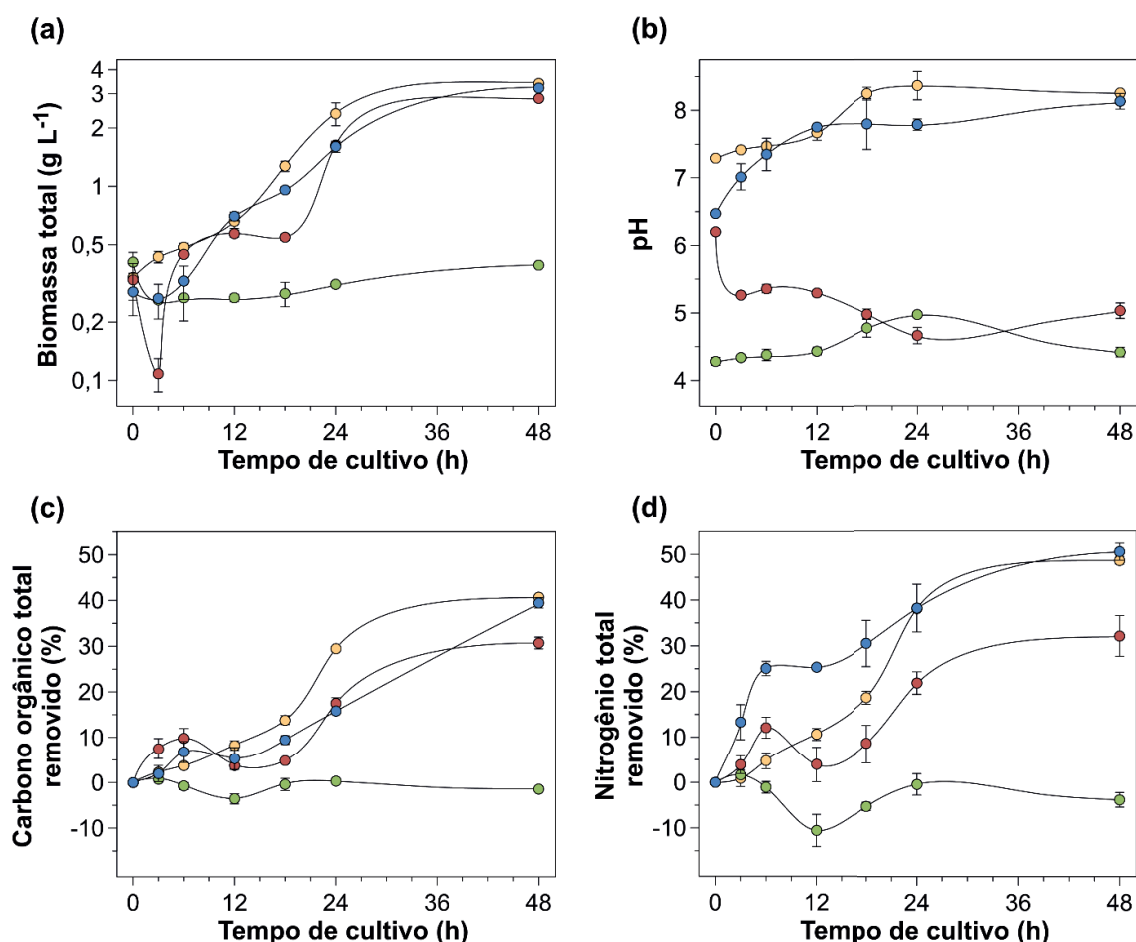 (a)
Biomassa total (g L-1)
4
3
2
1
0,5
0,2
0,1
0 12 24 36 48
Tempo de cultivo (h)
(b)
pH
8
7
6
5
4
0 12 24 36 48
Tempo de cultivo (h)
(c)
Carbono orgânico total
removido (%)
50
40
30
20
10
0
-10
0 12 24 36 48
Tempo de cultivo (h)
(d)
Nitrogênio total
removido (%)
50
40
30
20
10
0
-10
0 12 24 36 48
Tempo de cultivo (h)